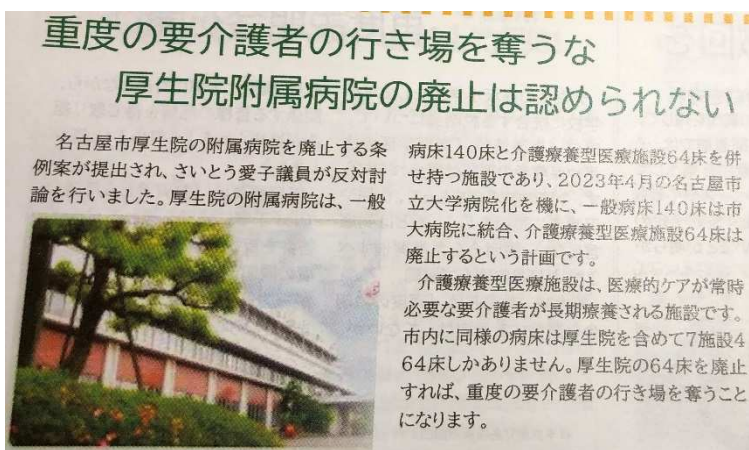 重度の要介護者の行き場を奪うな
厚生院附属病院の廃止は認められない
名古屋市厚生院の附属病院を廃止する条
例案が提出され、さいとう愛子議員が反対討
論を行いました。厚生院の附属病院は、一般
病床140床と介護療養型医療施設64床を併
せ持つ施設であり、2023年4月の名古屋市
立大学病院化を機に、一般病床140床は市
大病院に統合、介護療養型医療施設64床は
廃止するという計画です。
介護療養型医療施設は、医療的ケアが常時
必要な要介護者が長期療養される施設です。
市内に同様の病床は厚生院を含めて7施設4
64床しかありません。厚生院の64床を廃止
すれば、重度の要介護者の行き場を奪うこと
になります。